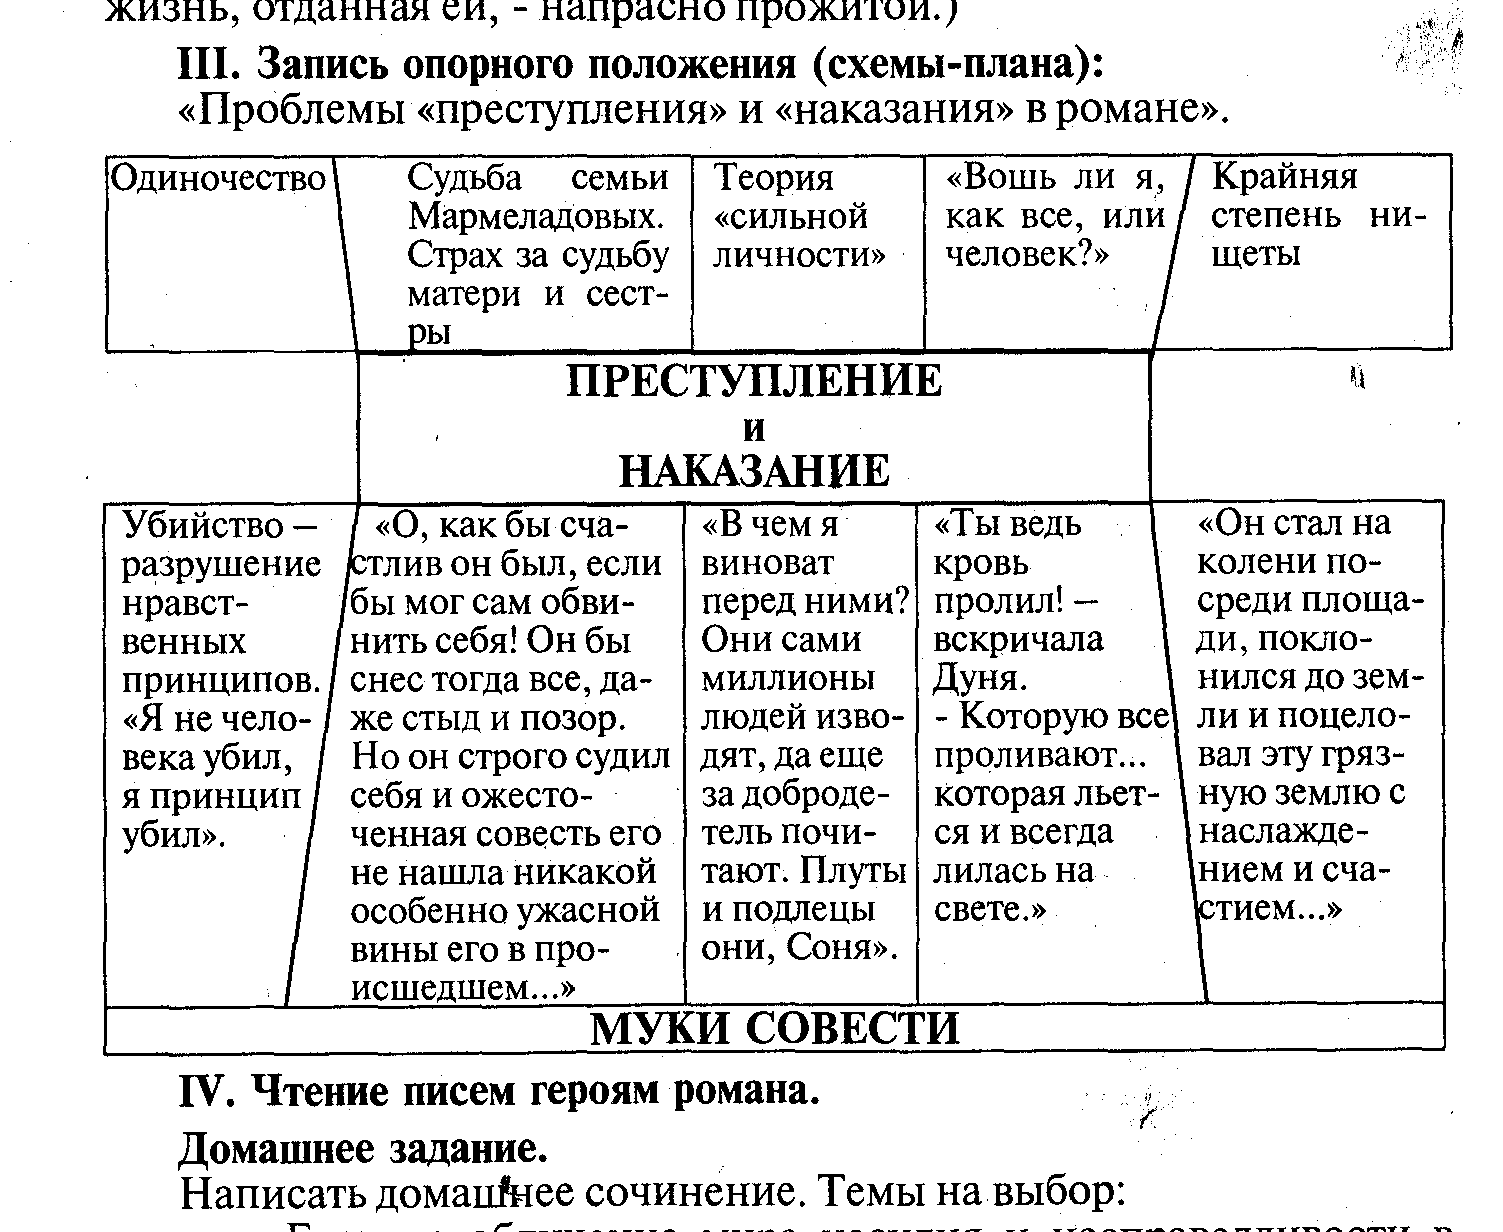 жизнь, отданная ей, - напрасно прожитой.)
III. Запись опорного положения (схемы-плана):
«Проблемы «преступления» и «наказания» в романе».
Одиночество
Судьба семьи
Мармеладовых.
Страх за судьбу
матери и сест-
ры
Теория
«сильной
личности»
«Вошь ли я,
как все, или
человек?»
Крайняя
степень ни-
щеты
ПРЕСТУПЛЕНИЕ
и
НАКАЗАНИЕ
Убийство –
разрушение
нравст-
венных
принципов.
«Я не чело-
века убил,
я принцип
убил».
«О, как бы сча-
стлив он был, если
бы мог сам обви-
нить себя! Он бы
снес тогда все, да-
же стыд и позор.
Но он строго судил
себя и ожесто-
ченная совесть его
не нашла никакой
особенно ужасной
вины его в про-
исшедшем...»
«В чем я
виноват
перед ними?
Они сами
миллионы
людей изво-
дят, да еще
за доброде-
тель почи-
тают. Плуты
и подлецы
они, Соня».
«Ты ведь
кровь
пролил! –
вскричала
Дуня.
- Которую все
проливают...
которая льет-
ся и всегда
лилась на
свете.»
«Он стал на
колени по-
среди площа-
ди, покло-
нился до зем-
ли и поцело-
вал эту гряз-
ную землю с
наслажде-
нием и сча-
стием...»
МУКИ СОВЕСТИ
IV. Чтение писем героям романа.
Домашнее задание.
Написать домашнее сочинение. Темы на выбор: